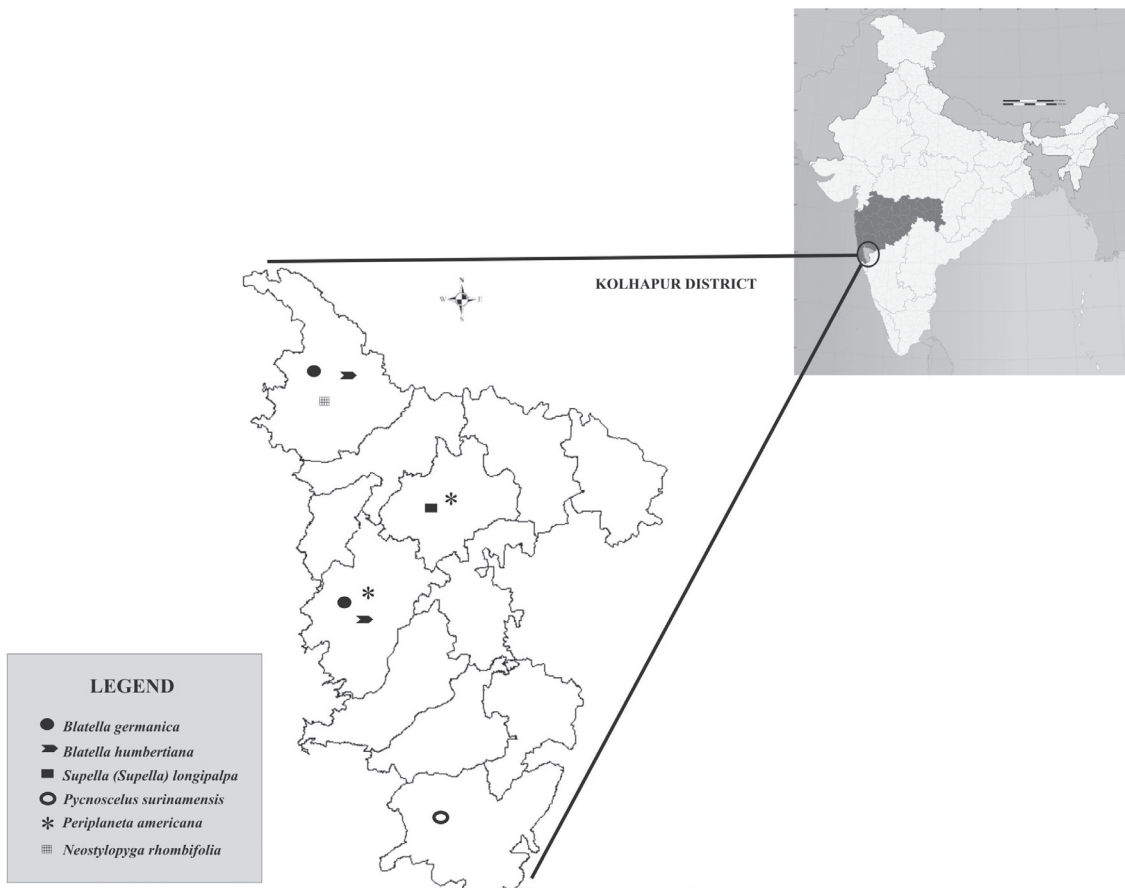 KOLHAPUR DISTRICT
N
W E
S
LEGEND
Blatella germanica
Blatella humbertiana
Supella (Supella) longipalpa
Pycnoscelus surinamensis
Periplaneta americana
Neostylopyga rhombifolia